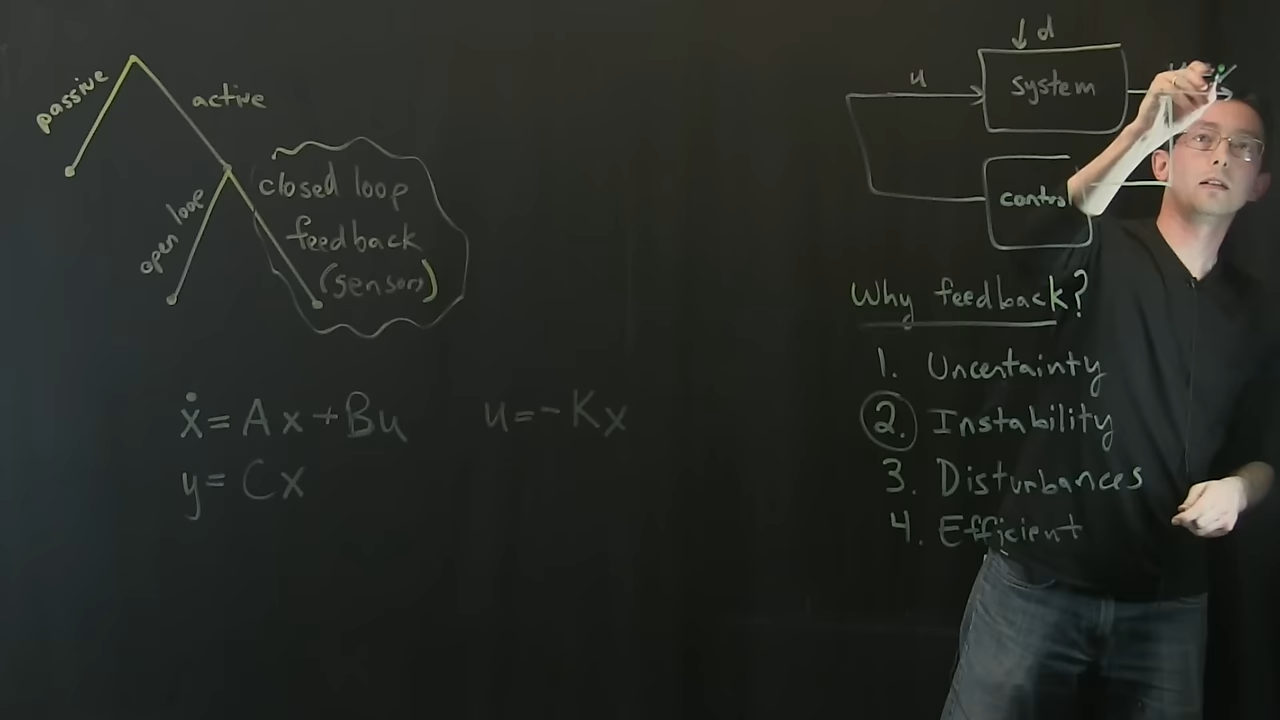 passive
active
open loop
closed loop
feedback
(sensors)
ẋ = Ax + Bu
u = -Kx
y = Cx
d
u
system
control
Why feedback?
1. Uncertainty
2. Instability
3. Disturbances
4. Efficient